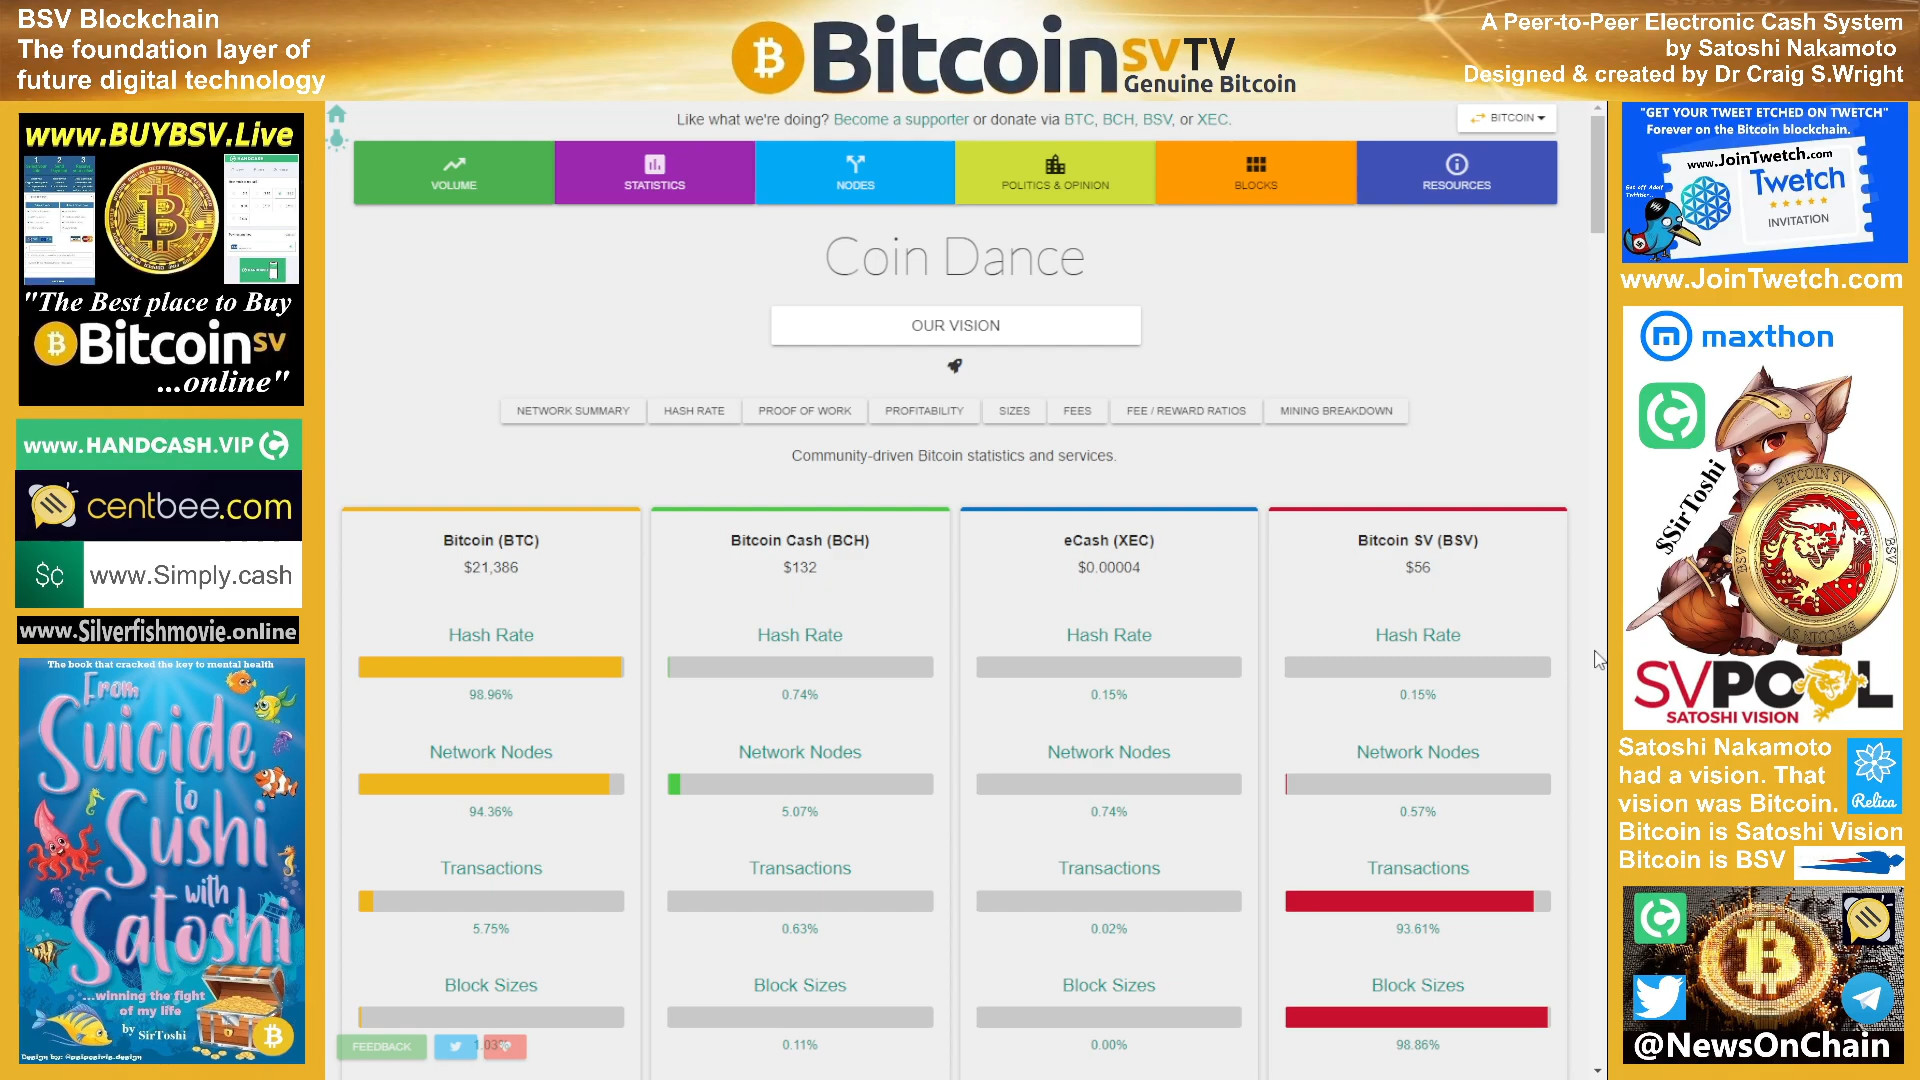 BSV Blockchain
The foundation layer of
future digital technology
Bitcoin SV TV
Genuine Bitcoin
A Peer-to-Peer Electronic Cash System
by Satoshi Nakamoto
Designed & created by Dr Craig S.Wright
www.BUYBSV.Live
"The Best place to Buy
Bitcoin SV
...online"
www.HANDCASH.VIP
centbee.com
$c www.Simply.cash
www.Silverfishmovie.online
The book that cracked the key to mental health
From
Suicide
to
Sushi
with
Satoshi
...winning the fight
of my life
by SirToshi
Like what we're doing? Become a supporter or donate via BTC, BCH, BSV, or XEC.
BITCOIN
VOLUME
STATISTICS
NODES
POLITICS & OPINION
BLOCKS
RESOURCES
Coin Dance
OUR VISION
NETWORK SUMMARY
HASH RATE
PROOF OF WORK
PROFITABILITY
SIZES
FEES
FEE / REWARD RATIOS
MINING BREAKDOWN
Community-driven Bitcoin statistics and services.
Bitcoin (BTC)
$21,386
Hash Rate
98.96%
Network Nodes
94.36%
Transactions
5.75%
Block Sizes
1.03%
Bitcoin Cash (BCH)
$132
Hash Rate
0.74%
Network Nodes
5.07%
Transactions
0.63%
Block Sizes
0.11%
eCash (XEC)
$0.00004
Hash Rate
0.15%
Network Nodes
0.74%
Transactions
0.02%
Block Sizes
0.00%
Bitcoin SV (BSV)
$56
Hash Rate
0.15%
Network Nodes
0.57%
Transactions
93.61%
Block Sizes
98.86%
FEEDBACK
"GET YOUR TWEET ETCHED ON TWETCH"
Forever on the Bitcoin blockchain.
www.JoinTwetch.com
Twetch
INVITATION
www.JoinTwetch.com
maxthon
$SirToshi
BITCOIN SV
BSV
BSV
SVPOOL
SATOSHI VISION
Satoshi Nakamoto
had a vision. That
vision was Bitcoin.
Relica
Bitcoin is Satoshi Vision
Bitcoin is BSV
@NewsOnChain